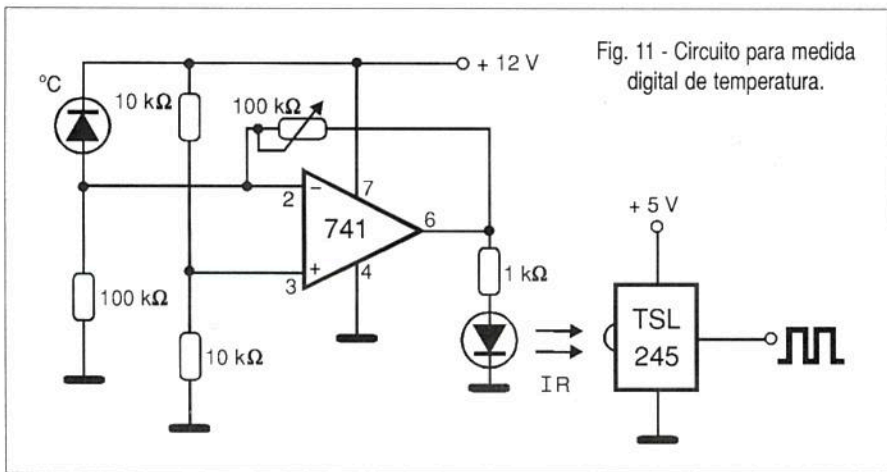 Fig. 11 - Circuito para medida
digital de temperatura.
+ 12 V
ºC
10 kΩ
100 kΩ
2
−
7
741
6
+
3
4
+ 5 V
100 kΩ
10 kΩ
1 kΩ
IR
TSL
245